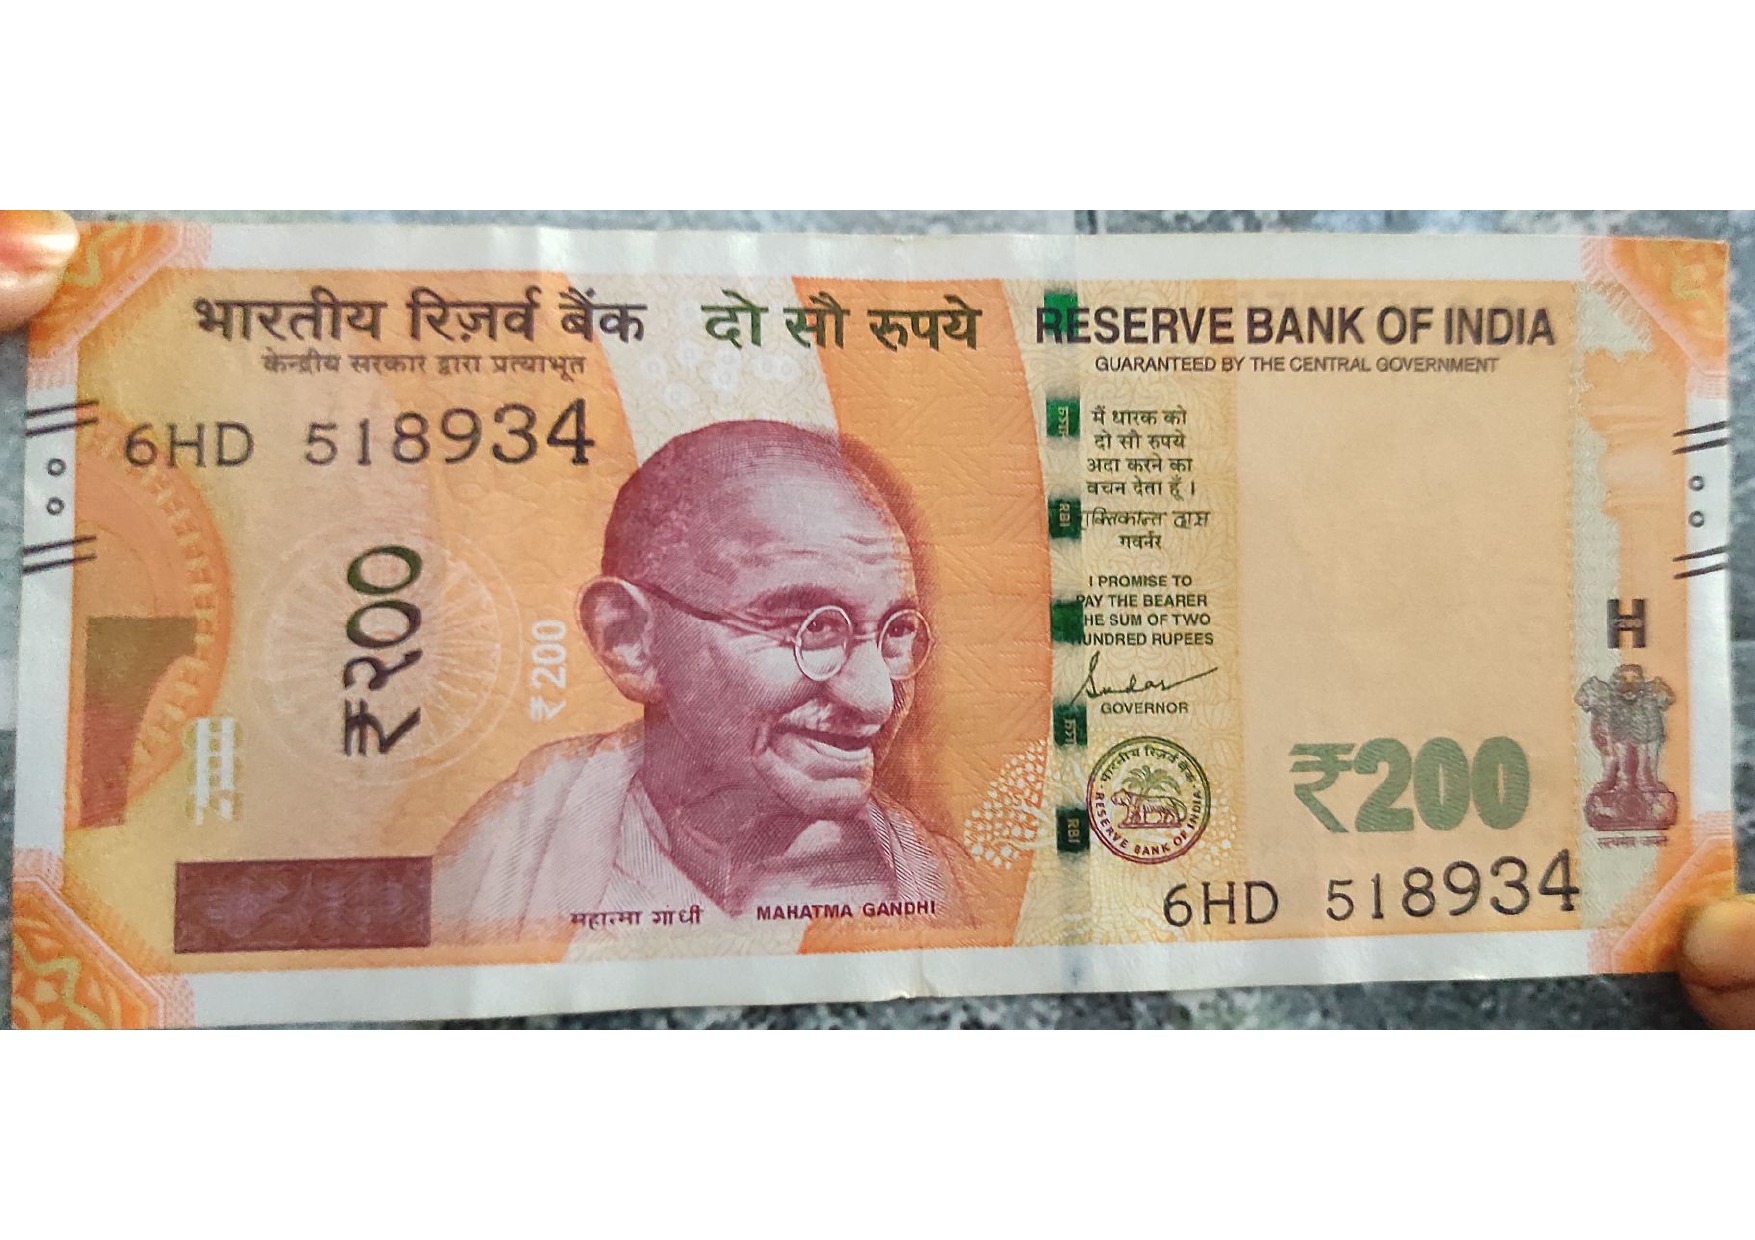 भारतीय रिज़र्व बैंक दो सौ रुपये RESERVE BANK OF INDIA
केन्द्रीय सरकार द्वारा प्रत्याभूत GUARANTEED BY THE CENTRAL GOVERNMENT
6HD 518934
मैं धारक को
दो सौ रुपये
अदा करने का
वचन देता हूँ।
शक्तिकान्त दास
गवर्नर
I PROMISE TO
PAY THE BEARER
THE SUM OF TWO
HUNDRED RUPEES
GOVERNOR
₹२००
₹200
RBI
RBI
H
भारतीय रिज़र्व बैंक
RESERVE BANK OF INDIA
₹200
सत्यमेव जयते
6HD 518934
महात्मा गांधी MAHATMA GANDHI